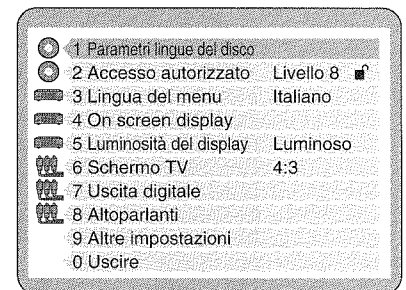 1 Parametri lingue del disco
2 Accesso autorizzato Livello 8
3 Lingua del menu Italiano
4 On screen display
5 Luminosità del display Luminoso
6 Schermo TV 4:3
7 Uscita digitale
8 Altoparlanti
9 Altre impostazioni
0 Uscire